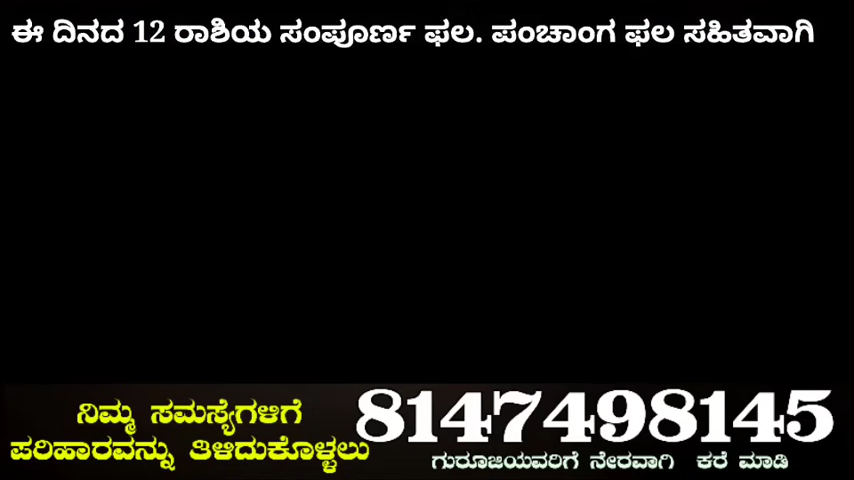 ಈ ದಿನದ 12 ರಾಶಿಯ ಸಂಪೂರ್ಣ ಫಲ. ಪಂಚಾಂಗ ಫಲ ಸಹಿತವಾಗಿ
ನಿಮ್ಮ ಸಮಸ್ಯೆಗಳಿಗೆ
ಪರಿಹಾರವನ್ನು ತಿಳಿದುಕೊಳ್ಳಲು
8147498145
ಗುರೂಜಿಯವರಿಗೆ ನೇರವಾಗಿ ಕರೆ ಮಾಡಿ